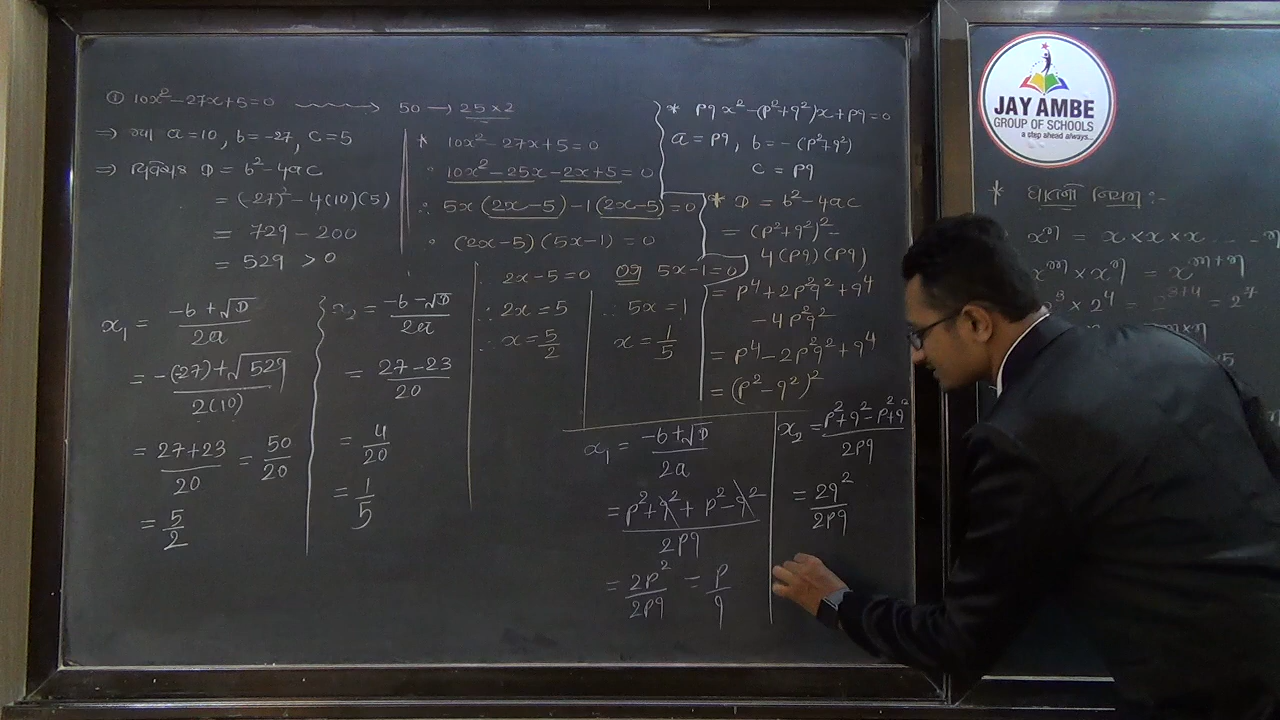 ① 10x² – 27x + 5 = 0 ⟶ 50 → 25 × 2
⇒ ત્યાં a = 10, b = -27, c = 5
⇒ વિવેચક D = b² – 4ac
= (-27)² – 4(10)(5)
= 729 – 200
= 529 > 0
x₁ = (-b + √D) / 2a
= (-(-27) + √529) / 2(10)
= (27 + 23) / 20 = 50 / 20
= 5 / 2
x₂ = (-b – √D) / 2a
= (27 – 23) / 20
= 4 / 20
= 1 / 5
* 10x² – 27x + 5 = 0
∴ 10x² – 25x – 2x + 5 = 0
∴ 5x (2x – 5) – 1 (2x – 5) = 0
∴ (2x – 5) (5x – 1) = 0
∴ 2x – 5 = 0 OR 5x – 1 = 0
∴ 2x = 5
∴ x = 5 / 2
∴ 5x = 1
x = 1 / 5
* pq x² – (p² + q²)x + pq = 0
a = pq, b = – (p² + q²)
c = pq
* D = b² – 4ac
= (p² + q²)² –
4(pq)(pq)
= p⁴ + 2p²q² + q⁴
– 4p²q²
= p⁴ – 2p²q² + q⁴
= (p² – q²)²
x₁ = (-b + √D) / 2a
= (p² + q² + p² – q²) / 2pq
= 2p² / 2pq = p / q
x₂ = (p² + q² – p² + q²) / 2pq
= 2q² / 2pq
JAY AMBE
GROUP OF SCHOOLS
a step ahead always...
* ઘાતના નિયમ :-
= x × x × x ....
= 2³⁺⁴ = 2⁷